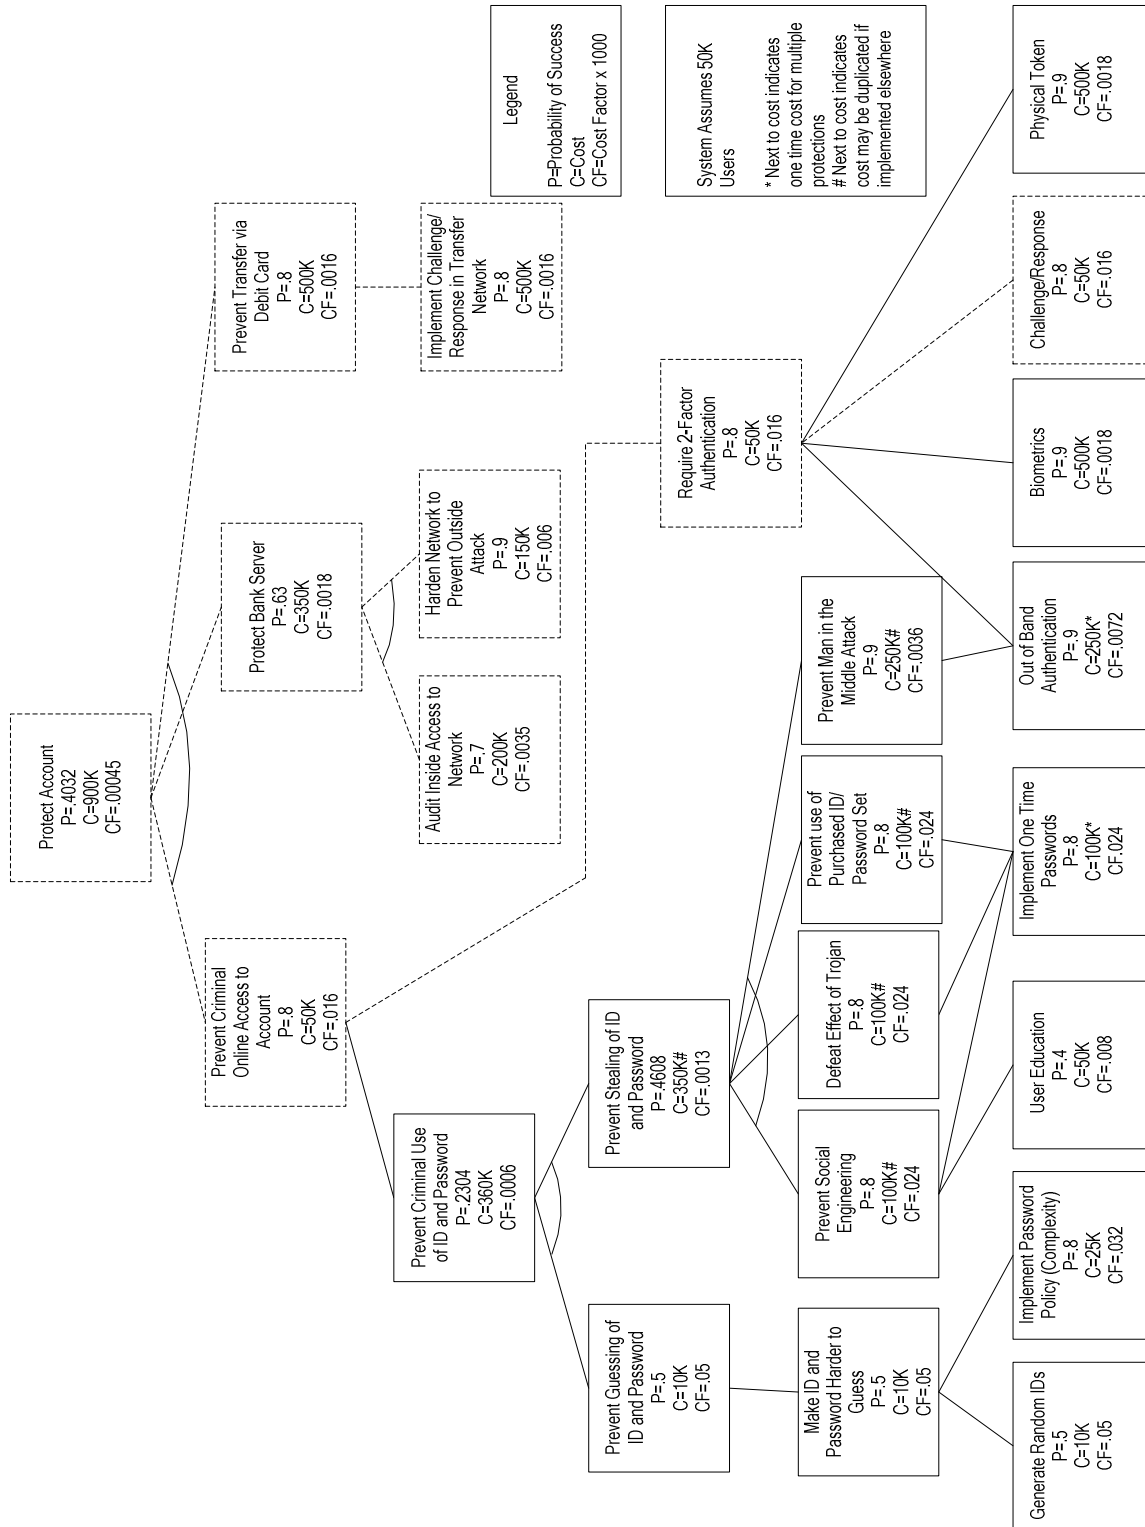 Protect Account
P=.4032
C=900K
CF=.00045
Prevent Criminal
Online Access to
Account
P=.8
C=50K
CF=.016
Protect Bank Server
P=.63
C=350K
CF=.0018
Prevent Transfer via
Debit Card
P=.8
C=500K
CF=.0016
Prevent Criminal Use
of ID and Password
P=.2304
C=360K
CF=.0006
Audit Inside Access to
Network
P=.7
C=200K
CF=.0035
Harden Network to
Prevent Outside
Attack
P=.9
C=150K
CF=.006
Implement Challenge/
Response in Transfer
Network
P=.8
C=500K
CF=.0016
Legend
P=Probability of Success
C=Cost
CF=Cost Factor x 1000
Prevent Guessing of
ID and Password
P=.5
C=10K
CF=.05
Prevent Stealing of ID
and Password
P=.4608
C=350K#
CF=.0013
Require 2-Factor
Authentication
P=.8
C=50K
CF=.016
System Assumes 50K
Users
* Next to cost indicates
one time cost for multiple
protections
# Next to cost indicates
cost may be duplicated if
implemented elsewhere
Make ID and
Password Harder to
Guess
P=.5
C=10K
CF=.05
Prevent Social
Engineering
P=.8
C=100K#
CF=.024
Defeat Effect of Trojan
P=.8
C=100K#
CF=.024
Prevent use of
Purchased ID/
Password Set
P=.8
C=100K#
CF=.024
Prevent Man in the
Middle Attack
P=.9
C=250K#
CF=.0036
Generate Random IDs
P=.5
C=10K
CF=.05
Implement Password
Policy (Complexity)
P=.8
C=25K
CF=.032
User Education
P=.4
C=50K
CF=.008
Implement One Time
Passwords
P=.8
C=100K*
CF.024
Out of Band
Authentication
P=.9
C=250K*
CF=.0072
Biometrics
P=.9
C=500K
CF=.0018
Challenge/Response
P=.8
C=50K
CF=.016
Physical Token
P=.9
C=500K
CF=.0018